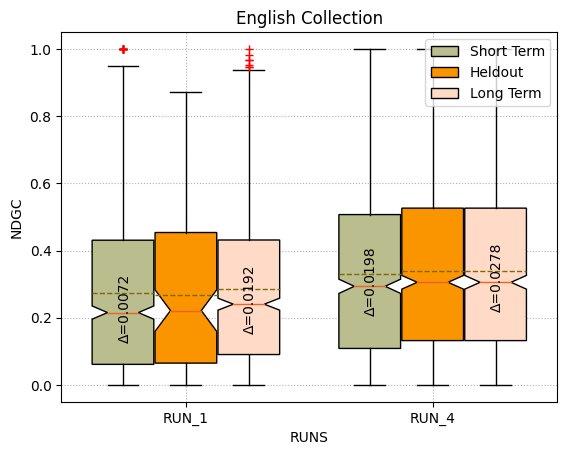 English Collection
Short Term
Heldout
Long Term
NDGC
1.0
0.8
0.6
0.4
0.2
0.0
Δ=0.0072
Δ=0.0192
Δ=0.0198
Δ=0.0278
RUN_1
RUN_4
RUNS